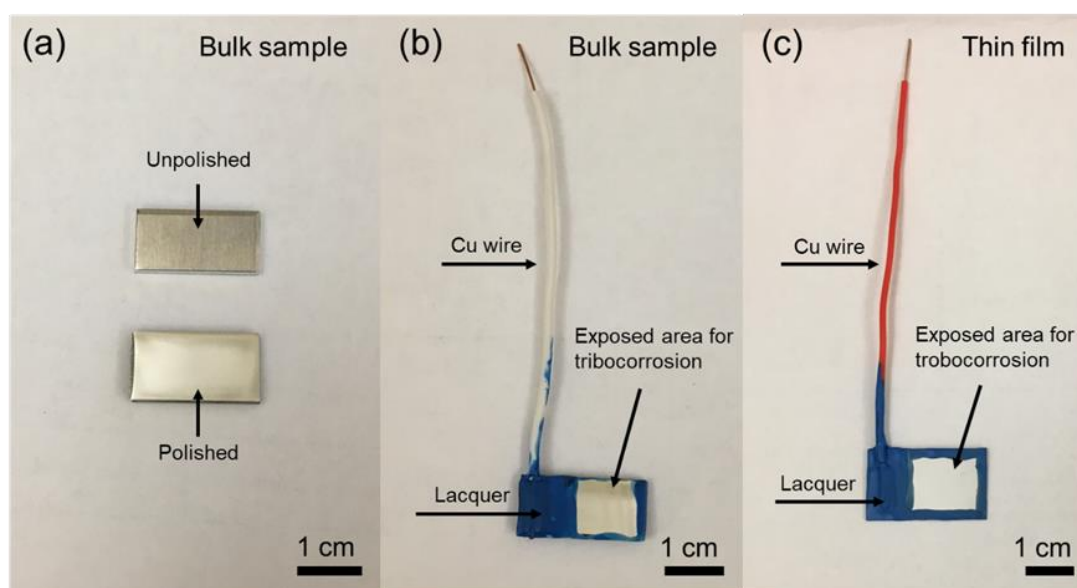 (a)
Bulk sample
Unpolished
Polished
1 cm
(b)
Bulk sample
Cu wire
Exposed area for
tribocorrosion
Lacquer
1 cm
(c)
Thin film
Cu wire
Exposed area for
trobocorrosion
Lacquer
1 cm